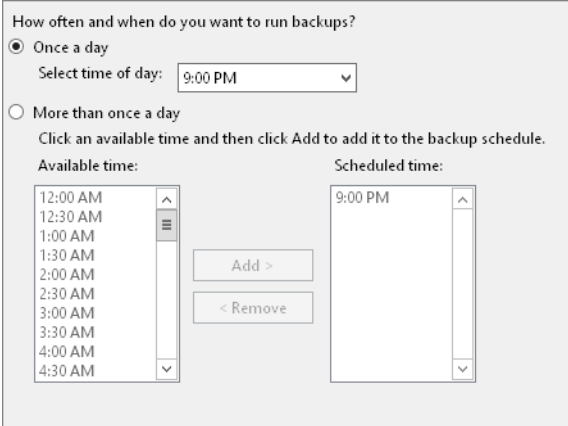 How often and when do you want to run backups?
Once a day
Select time of day: 9:00 PM
More than once a day
Click an available time and then click Add to add it to the backup schedule.
Available time: Scheduled time:
12:00 AM 9:00 PM
12:30 AM
1:00 AM
1:30 AM
2:00 AM
2:30 AM
3:00 AM
3:30 AM
4:00 AM
4:30 AM
Add >
< Remove